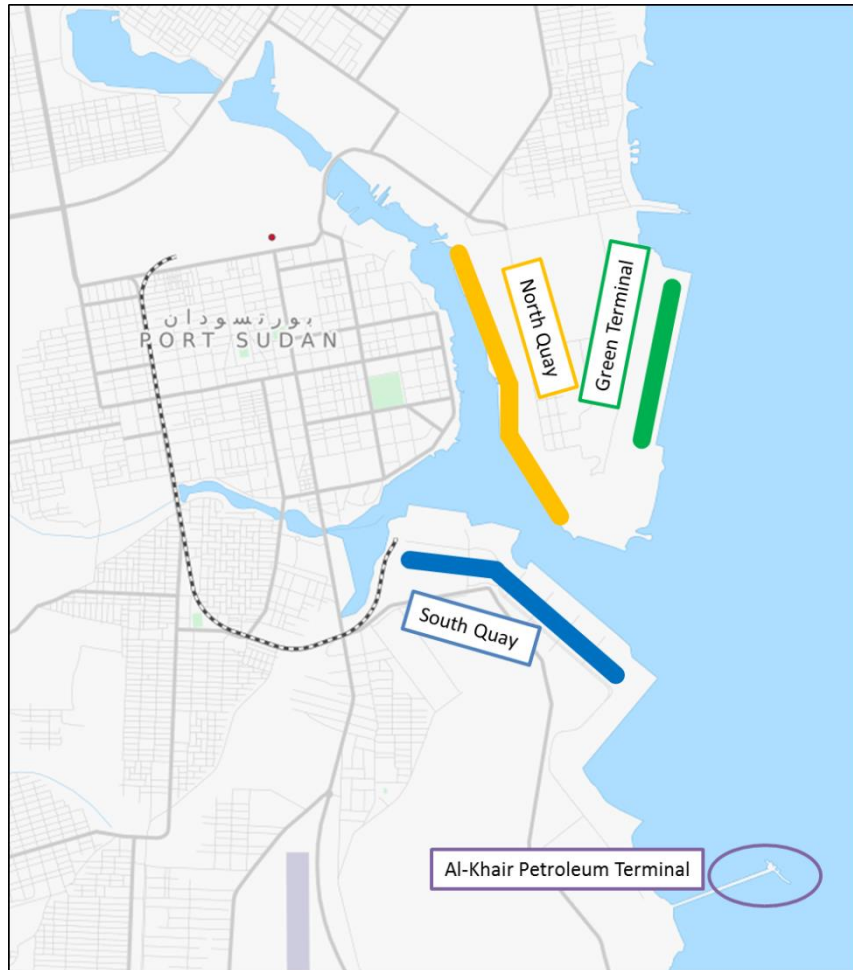 بورتسودان
PORT SUDAN
North Quay
Green Terminal
South Quay
Al-Khair Petroleum Terminal